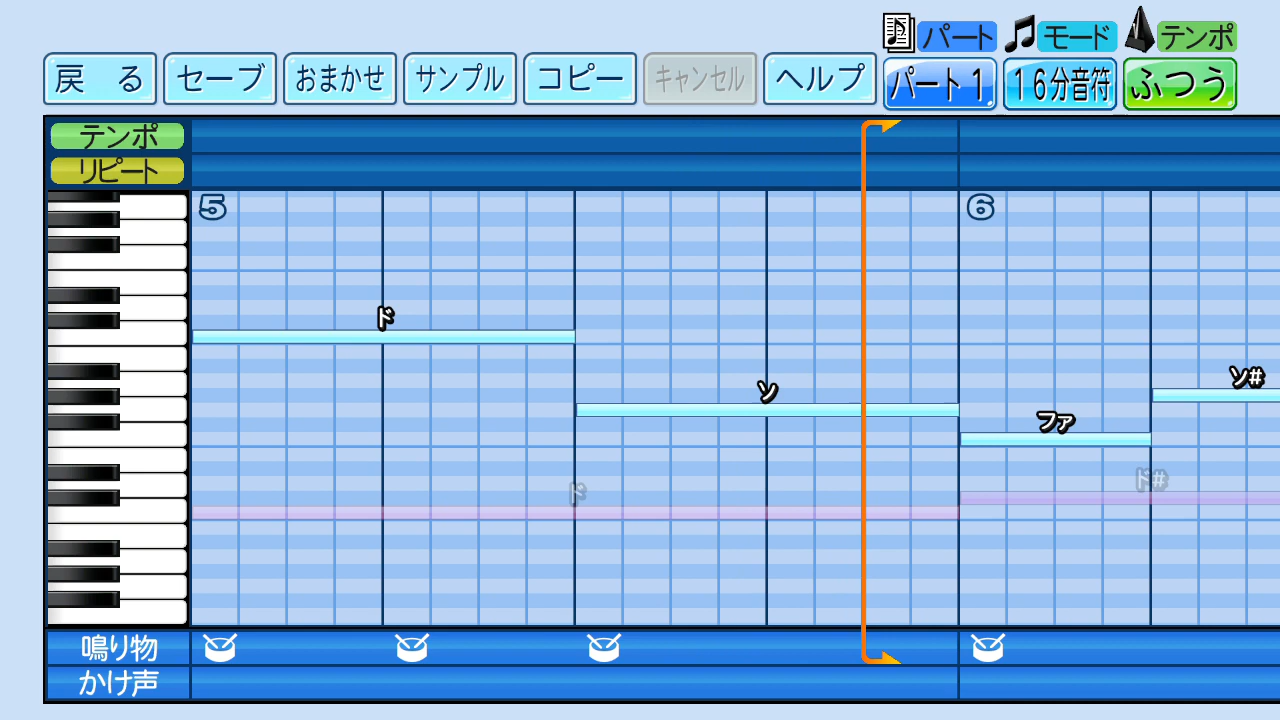 パート モード テンポ
戻る セーブ おまかせ サンプル コピー キャンセル ヘルプ パート1 16分音符 ふつう
テンポ
リピート
5 6
ド
ソ#
ソ
ファ
ド#
ド
鳴り物
かけ声